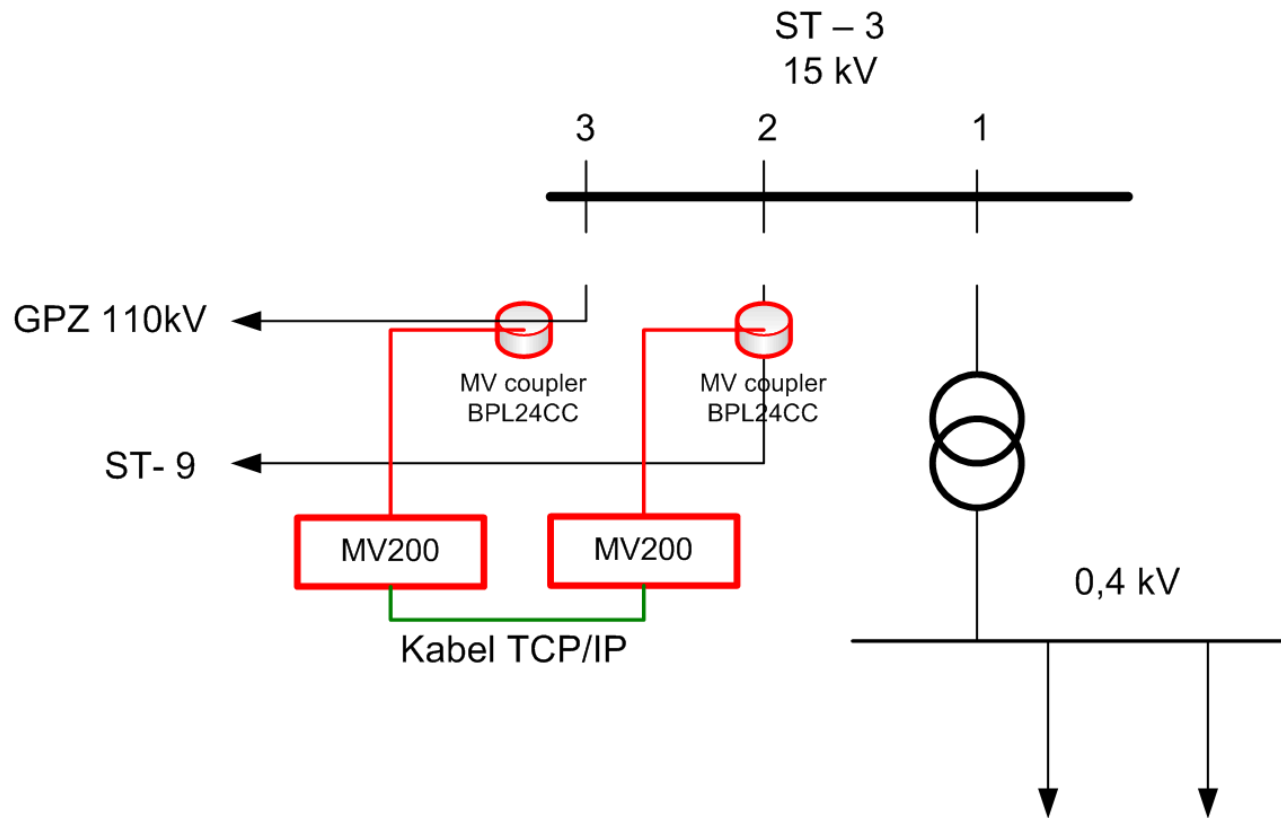 ST – 3
15 kV
3
2
1
GPZ 110kV
MV coupler
BPL24CC
MV coupler
BPL24CC
ST- 9
MV200
MV200
0,4 kV
Kabel TCP/IP